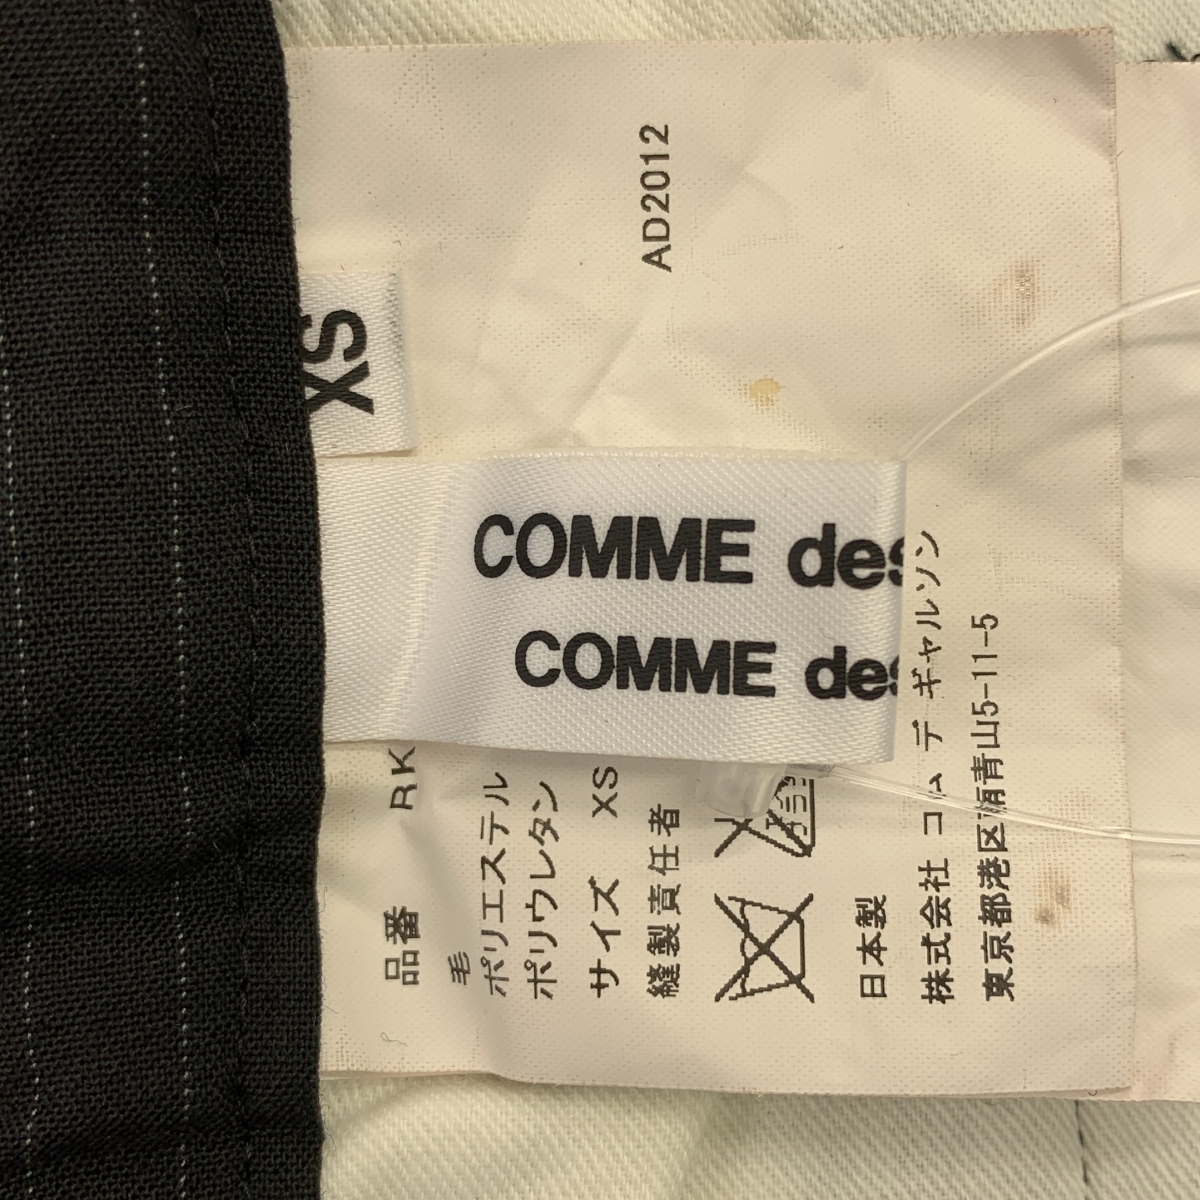 COMME des
COMME des
XS
AD2012
品番 RK
毛
ポリエステル
ポリウレタン
サイズ XS
縫製責任者
日本製
株式会社 コム デ ギャルソン
東京都港区南青山5-11-5